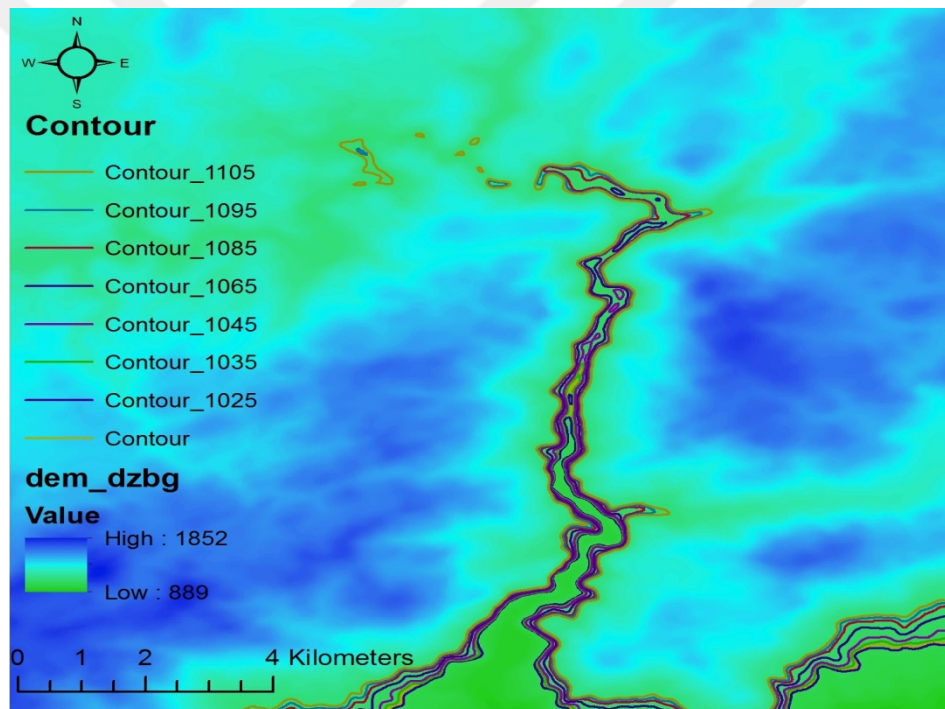 N
W E
S
Contour
Contour_1105
Contour_1095
Contour_1085
Contour_1065
Contour_1045
Contour_1035
Contour_1025
Contour
dem_dzbg
Value
High : 1852
Low : 889
0 1 2 4 Kilometers